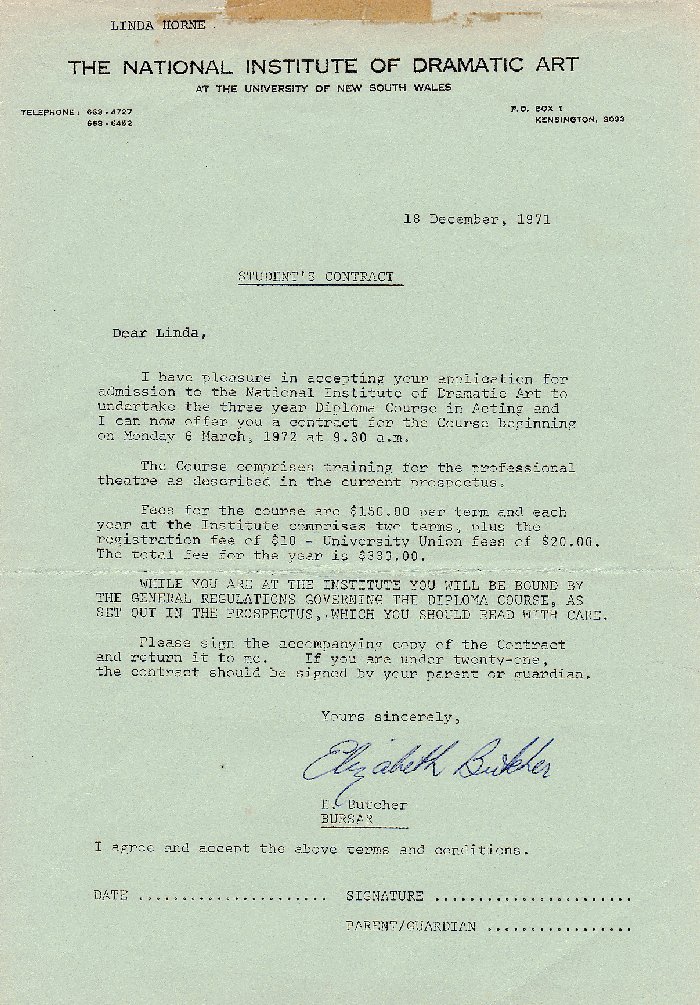 LINDA HORNE
THE NATIONAL INSTITUTE OF DRAMATIC ART
AT THE UNIVERSITY OF NEW SOUTH WALES
TELEPHONE: 663-4727
663-6462
P.O. BOX 1
KENSINGTON, 2033
18 December, 1971
STUDENT'S CONTRACT
Dear Linda,
I have pleasure in accepting your application for
admission to the National Institute of Dramatic Art to
undertake the three year Diploma Course in Acting and
I can now offer you a contract for the Course beginning
on Monday 6 March, 1972 at 9.30 a.m.
The Course comprises training for the professional
theatre as described in the current prospectus.
Fees for the course are $150.00 per term and each
year at the Institute comprises two terms, plus the
registration fee of $10 - University Union fees of $20.00.
The total fee for the year is $330.00.
WHILE YOU ARE AT THE INSTITUTE YOU WILL BE BOUND BY
THE GENERAL REGULATIONS GOVERNING THE DIPLOMA COURSE, AS
SET OUT IN THE PROSPECTUS, WHICH YOU SHOULD READ WITH CARE.
Please sign the accompanying copy of the Contract
and return it to me. If you are under twenty-one,
the contract should be signed by your parent or guardian.
Yours sincerely,
Elizabeth Butcher
E. Butcher
BURSAR
I agree and accept the above terms and conditions.
DATE ...................... SIGNATURE .......................
PARENT/GUARDIAN .................